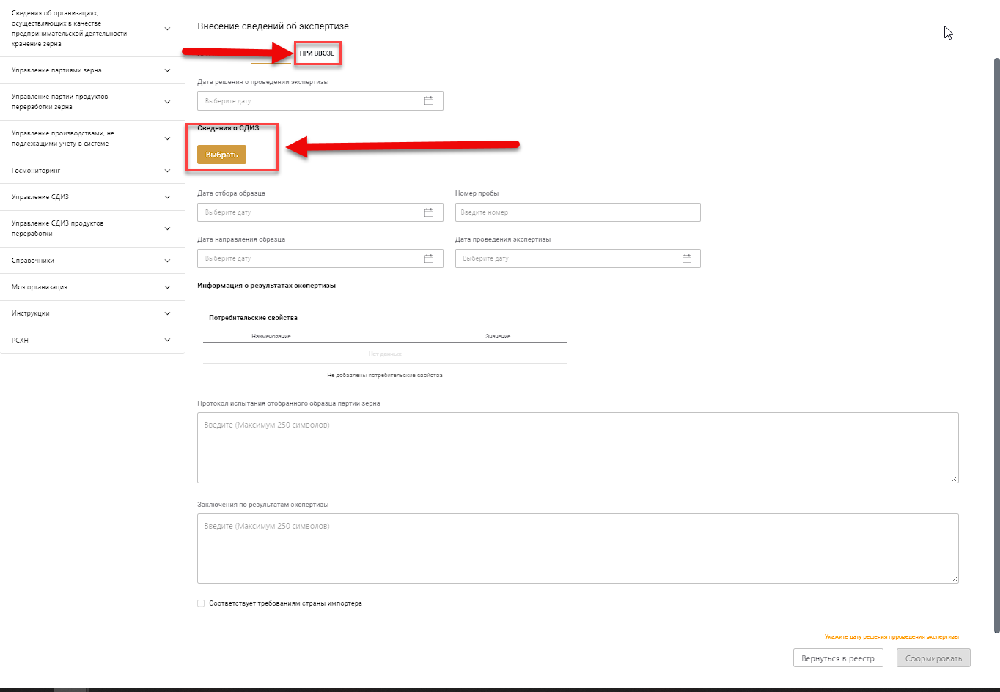 Сведения об организациях,
осуществляющих в качестве
предпринимательской деятельности
хранение зерна
Управление партиями зерна
Управление партии продуктов
переработки зерна
Управление производствами, не
подлежащими учету в системе
Госмониторинг
Управление СДИЗ
Управление СДИЗ продуктов
переработки
Справочники
Моя организация
Инструкции
РСХН
Внесение сведений об экспертизе
ПРИ ВВОЗЕ
Дата решения о проведении экспертизы
Выберите дату
Сведения о СДИЗ
Выбрать
Дата отбора образца
Номер пробы
Выберите дату
Введите номер
Дата направления образца
Дата проведения экспертизы
Выберите дату
Выберите дату
Информация о результатах экспертизы
Потребительские свойства
Наименование
Значение
Нет данных
Не добавлены потребительские свойства
Протокол испытания отобранного образца партии зерна
Введите (Максимум 250 символов)
Заключения по результатам экспертизы
Введите (Максимум 250 символов)
Соответствует требованиям страны импортера
Укажите дату решения прроведения экспертизы
Вернуться в реестр
Сформировать